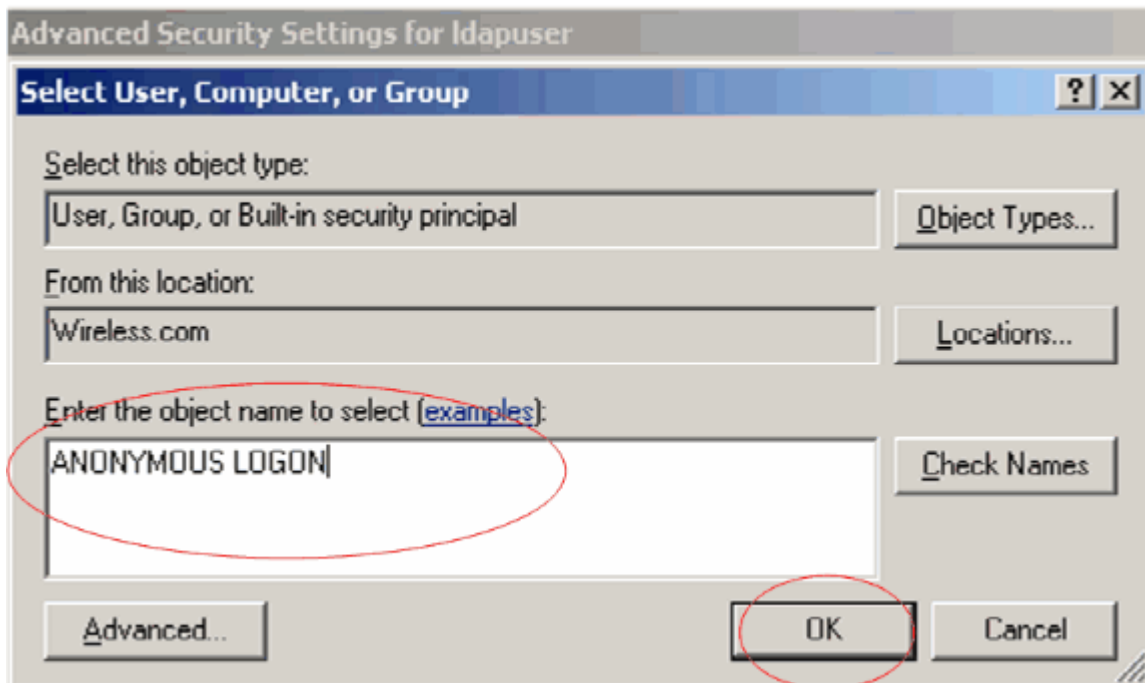 Advanced Security Settings for ldapuser
Select User, Computer, or Group
Select this object type:
User, Group, or Built-in security principal
Object Types...
From this location:
Wireless.com
Locations...
Enter the object name to select (examples):
ANONYMOUS LOGON
Check Names
Advanced...
OK
Cancel